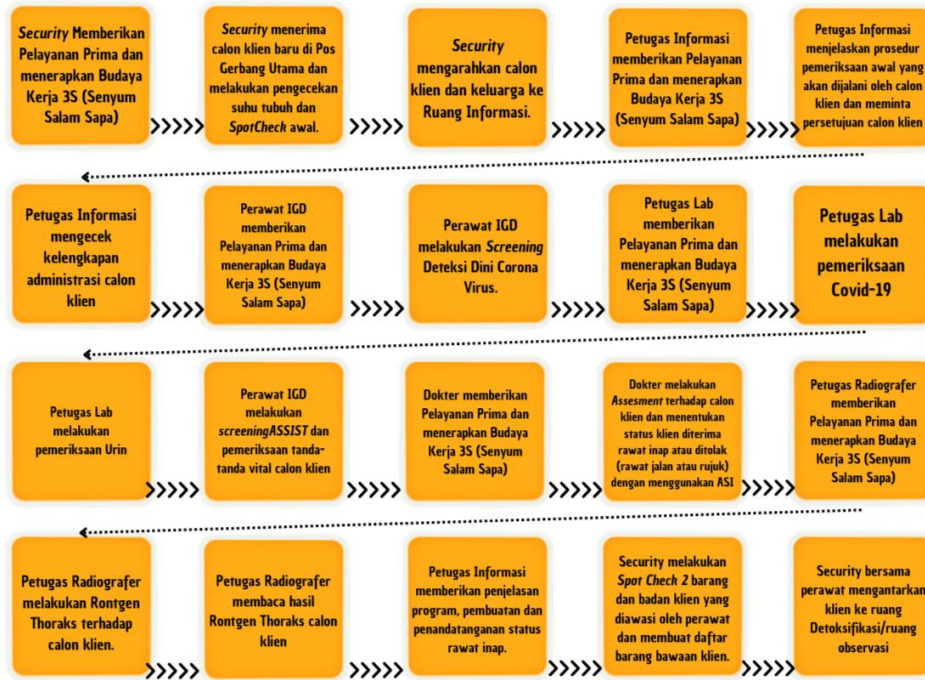 Security Memberikan
Pelayanan Prima dan
menerapkan Budaya
Kerja 3S (Senyum
Salam Sapa)
Security menerima
calon klien baru di Pos
Gerbang Utama dan
melakukan pengecekan
suhu tubuh dan
SpotCheck awal.
Security
mengarahkan calon
klien dan keluarga ke
Ruang Informasi.
Petugas Informasi
memberikan Pelayanan
Prima dan menerapkan
Budaya Kerja 3S
(Senyum Salam Sapa)
Petugas Informasi
menjelaskan prosedur
pemeriksaan awal yang
akan dijalani oleh calon
klien dan meminta
persetujuan calon klien
Petugas Informasi
mengecek
kelengkapan
administrasi calon
klien
Perawat IGD
memberikan
Pelayanan Prima dan
menerapkan Budaya
Kerja 3S (Senyum
Salam Sapa)
Perawat IGD
melakukan Screening
Deteksi Dini Corona
Virus.
Petugas Lab
memberikan
Pelayanan Prima dan
menerapkan Budaya
Kerja 3S (Senyum
Salam Sapa)
Petugas Lab
melakukan
pemeriksaan
Covid-19
Petugas Lab
melakukan
pemeriksaan Urin
Perawat IGD
melakukan
screeningASSIST dan
pemeriksaan tanda-
tanda vital calon klien
Dokter memberikan
Pelayanan Prima dan
menerapkan Budaya
Kerja 3S (Senyum
Salam Sapa)
Dokter melakukan
Assesment terhadap calon
klien dan menentukan
status klien diterima
rawat inap atau ditolak
(rawat jalan atau rujuk)
dengan menggunakan ASI
Petugas Radiografer
memberikan
Pelayanan Prima dan
menerapkan Budaya
Kerja 3S (Senyum
Salam Sapa)
Petugas Radiografer
melakukan Rontgen
Thoraks terhadap
calon klien.
Petugas Radiografer
membaca hasil
Rontgen Thoraks calon
klien
Petugas Informasi
memberikan penjelasan
program, pembuatan dan
penandatanganan status
rawat inap.
Security melakukan
Spot Check 2 barang
dan badan klien yang
diawasi oleh perawat
dan membuat daftar
barang bawaan klien.
Security bersama
perawat mengantarkan
klien ke ruang
Detoksifikasi/ruang
observasi